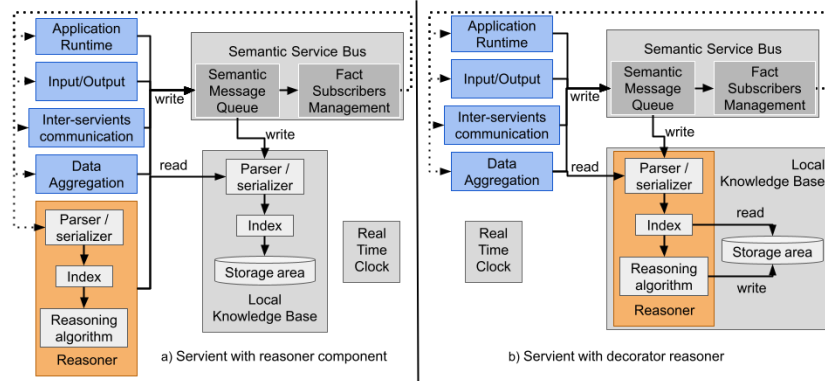 Application
Runtime
Input/Output
Inter-servients
communication
Data
Aggregation
Parser /
serializer
Index
Reasoning
algorithm
Reasoner
write
read
Semantic Service Bus
Semantic
Message
Queue
Fact
Subscribers
Management
write
Parser /
serializer
Index
Storage area
Local
Knowledge Base
Real
Time
Clock
a) Servient with reasoner component
Application
Runtime
Input/Output
Inter-servients
communication
Data
Aggregation
write
read
Semantic Service Bus
Semantic
Message
Queue
Fact
Subscribers
Management
write
Local
Knowledge Base
Parser /
serializer
Index
read
Storage area
Reasoning
algorithm
write
Reasoner
Real
Time
Clock
b) Servient with decorator reasoner